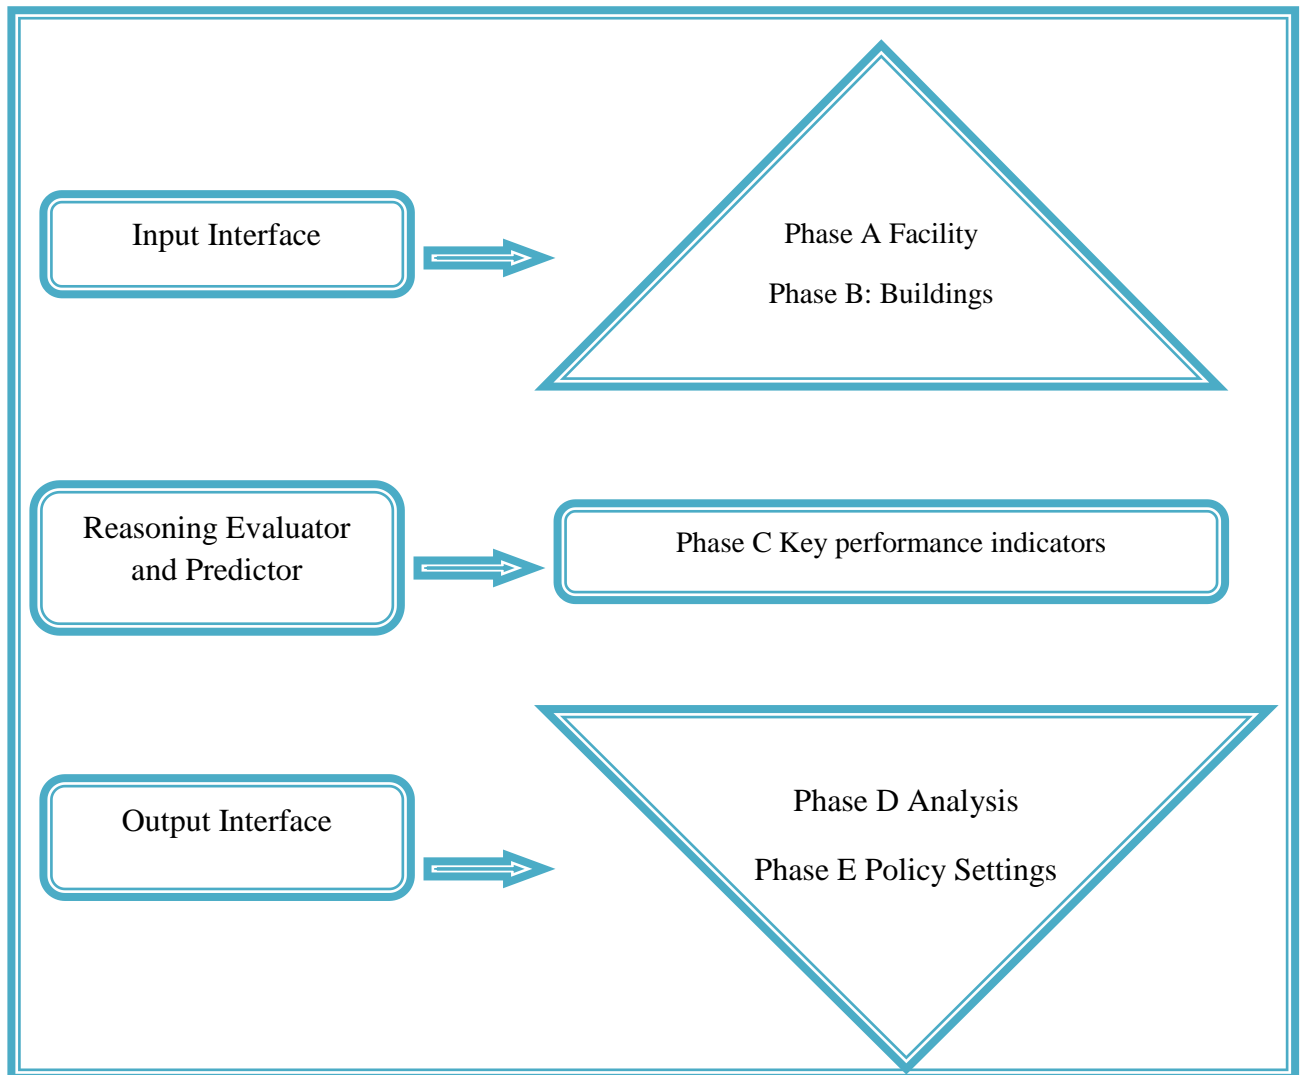 Input Interface
Phase A Facility
Phase B: Buildings
Reasoning Evaluator
and Predictor
Phase C Key performance indicators
Output Interface
Phase D Analysis
Phase E Policy Settings